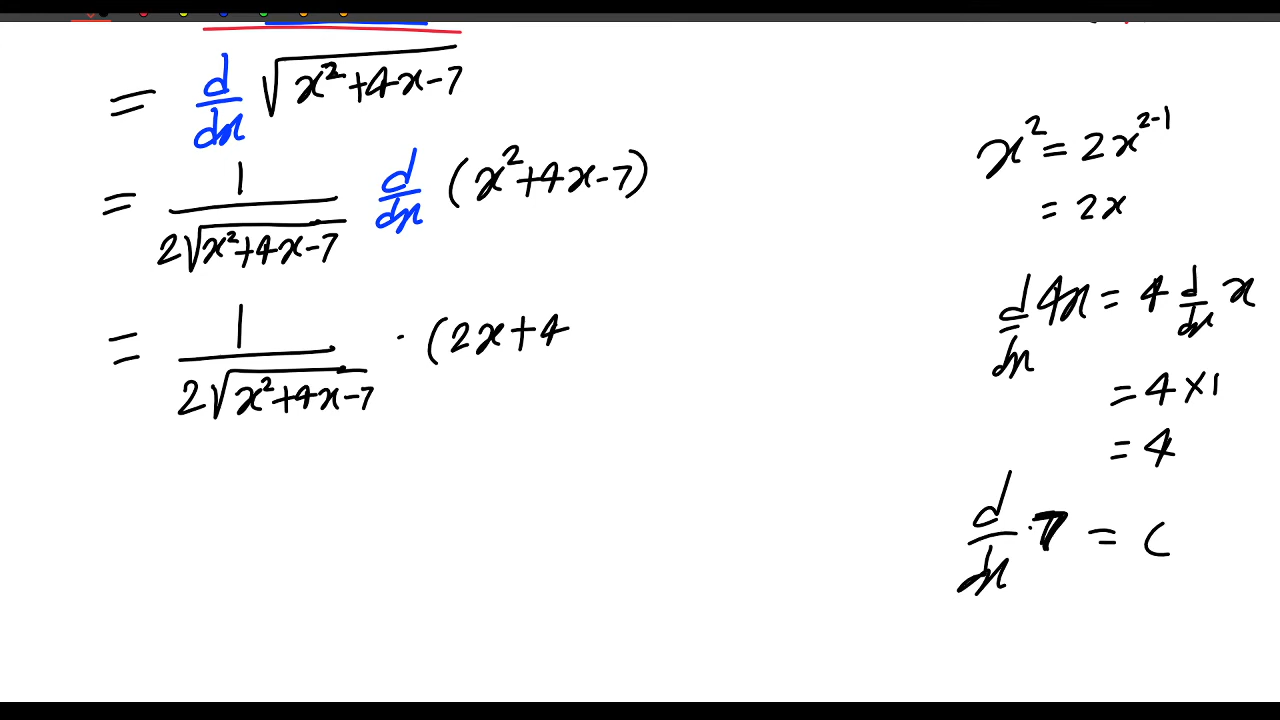 = d/dx √(x²+4x-7)
= 1/(2√(x²+4x-7)) d/dx (x²+4x-7)
= 1/(2√(x²+4x-7)) · (2x+4
x² = 2x²⁻¹
= 2x
d/dx 4x = 4 d/dx x
= 4×1
= 4
d/dx 7 = (